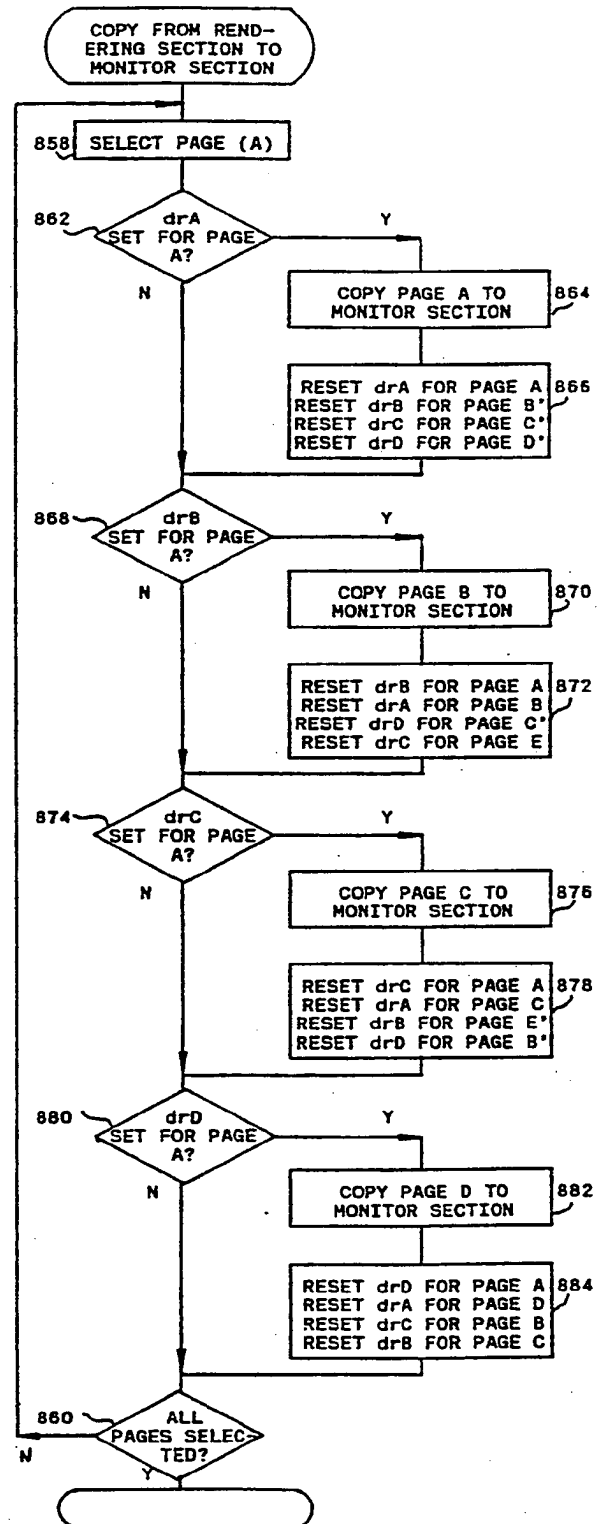 COPY FROM REND-
ERING SECTION TO
MONITOR SECTION
858 SELECT PAGE (A)
862
drA
SET FOR PAGE
A?
Y
N
COPY PAGE A TO
MONITOR SECTION
864
RESET drA FOR PAGE A
RESET drB FOR PAGE B'
RESET drC FOR PAGE C'
RESET drD FOR PAGE D'
866
868
drB
SET FOR PAGE
A?
Y
N
COPY PAGE B TO
MONITOR SECTION
870
RESET drB FOR PAGE A
RESET drA FOR PAGE B
RESET drD FOR PAGE C'
RESET drC FOR PAGE E
872
874
drC
SET FOR PAGE
A?
Y
N
COPY PAGE C TO
MONITOR SECTION
876
RESET drC FOR PAGE A
RESET drA FOR PAGE C
RESET drB FOR PAGE E'
RESET drD FOR PAGE B'
878
880
drD
SET FOR PAGE
A?
Y
N
COPY PAGE D TO
MONITOR SECTION
882
RESET drD FOR PAGE A
RESET drA FOR PAGE D
RESET drC FOR PAGE B
RESET drB FOR PAGE C
884
860
ALL
PAGES SELEC-
TED?
N
Y